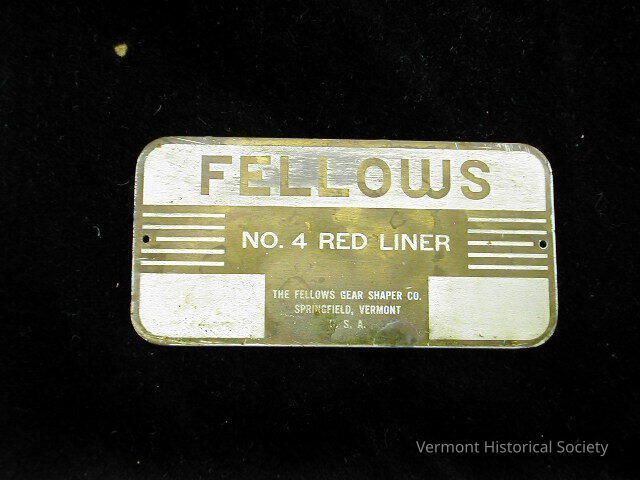 FELLOWS
NO. 4 RED LINER
THE FELLOWS GEAR SHAPER CO.
SPRINGFIELD, VERMONT
U. S. A.
Vermont Historical Society